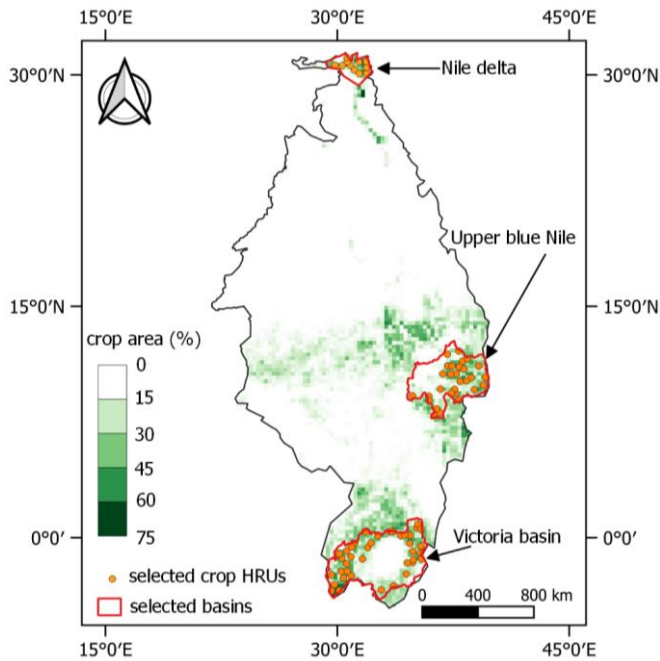 15°0′E 30°0′E 45°0′E
30°0′N 30°0′N
Nile delta
Upper blue Nile
15°0′N 15°0′N
crop area (%)
0
15
30
45
60
75
0°0′ 0°0′
Victoria basin
selected crop HRUs
selected basins
0 400 800 km
15°0′E 30°0′E 45°0′E